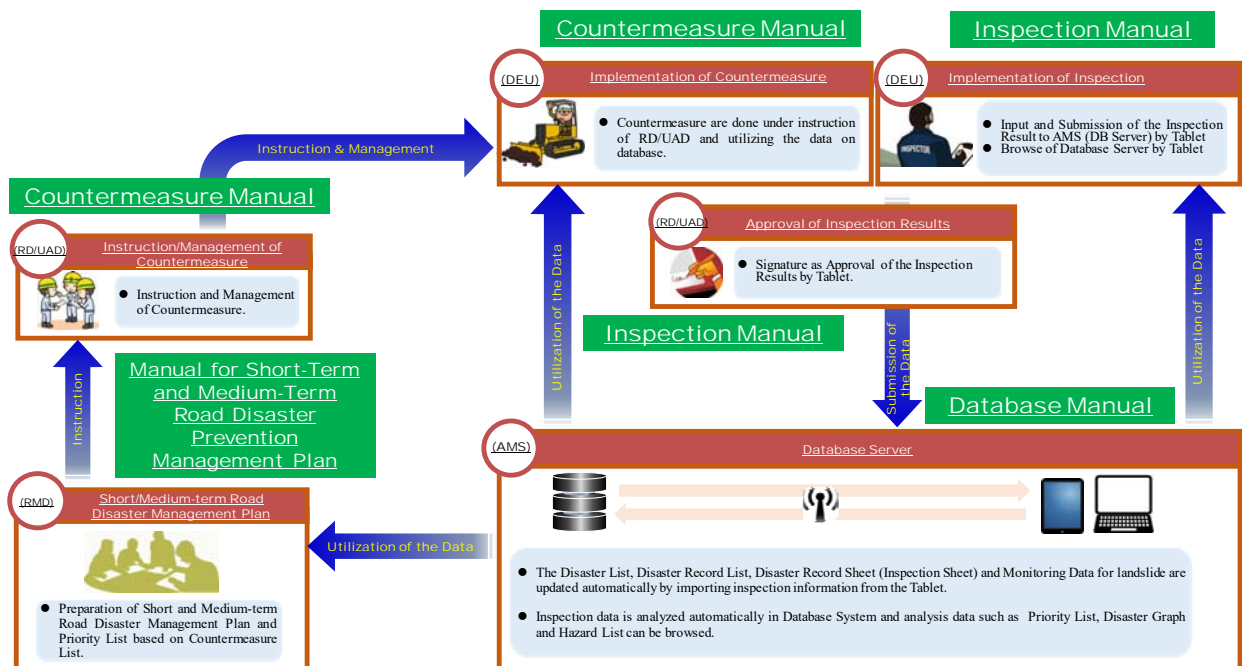 Countermeasure Manual
Inspection Manual
(DEU)
Implementation of Countermeasure
● Countermeasure are done under instruction
of RD/UAD and utilizing the data on
database.
(DEU)
Implementation of Inspection
INSPECTOR
● Input and Submission of the Inspection
Result to AMS (DB Server) by Tablet
● Browse of Database Server by Tablet
Instruction & Management
Countermeasure Manual
(RD/UAD)
Instruction/Management of
Countermeasure
● Instruction and Management
of Countermeasure.
(RD/UAD)
Approval of Inspection Results
● Signature as Approval of the Inspection
Results by Tablet.
Utilization of the Data
Inspection Manual
Submission of
the Data
Utilization of the Data
Instruction
Manual for Short-Term
and Medium-Term
Road Disaster
Prevention
Management Plan
Database Manual
(AMS)
Database Server
(RMD)
Short/Medium-term Road
Disaster Management Plan
Utilization of the Data
● Preparation of Short and Medium-term
Road Disaster Management Plan and
Priority List based on Countermeasure
List.
● The Disaster List, Disaster Record List, Disaster Record Sheet (Inspection Sheet) and Monitoring Data for landslide are
updated automatically by importing inspection information from the Tablet.
● Inspection data is analyzed automatically in Database System and analysis data such as Priority List, Disaster Graph
and Hazard List can be browsed.